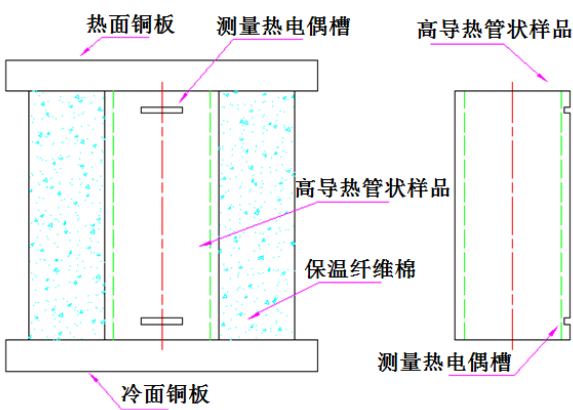 热面铜板
测量热电偶槽
高导热管状样品
高导热管状样品
保温纤维棉
测量热电偶槽
冷面铜板